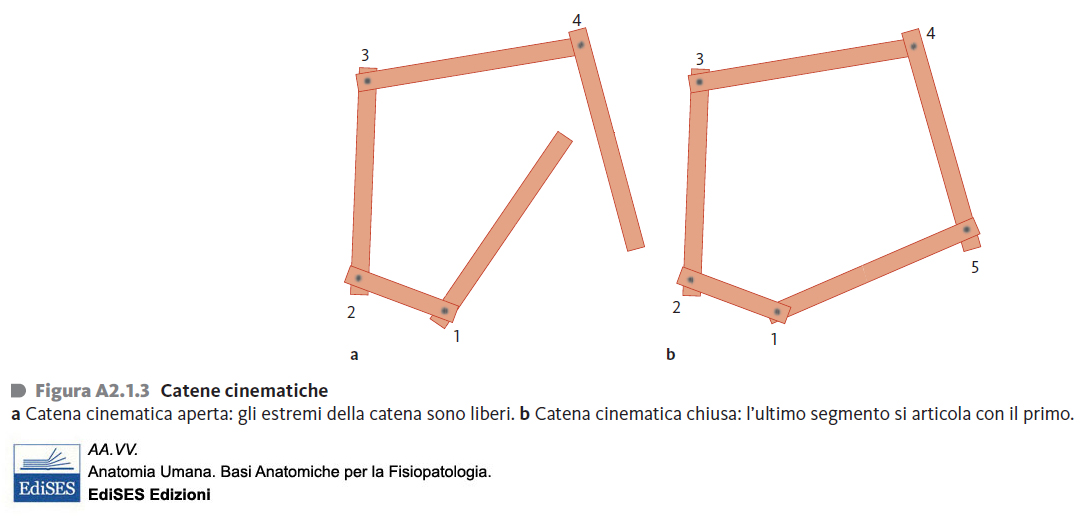 3
4
2
1
a
3
4
2
1
5
b
Figura A2.1.3 Catene cinematiche
a Catena cinematica aperta: gli estremi della catena sono liberi. b Catena cinematica chiusa: l'ultimo segmento si articola con il primo.
EdiSES
AA.VV.
Anatomia Umana. Basi Anatomiche per la Fisiopatologia.
EdiSES Edizioni